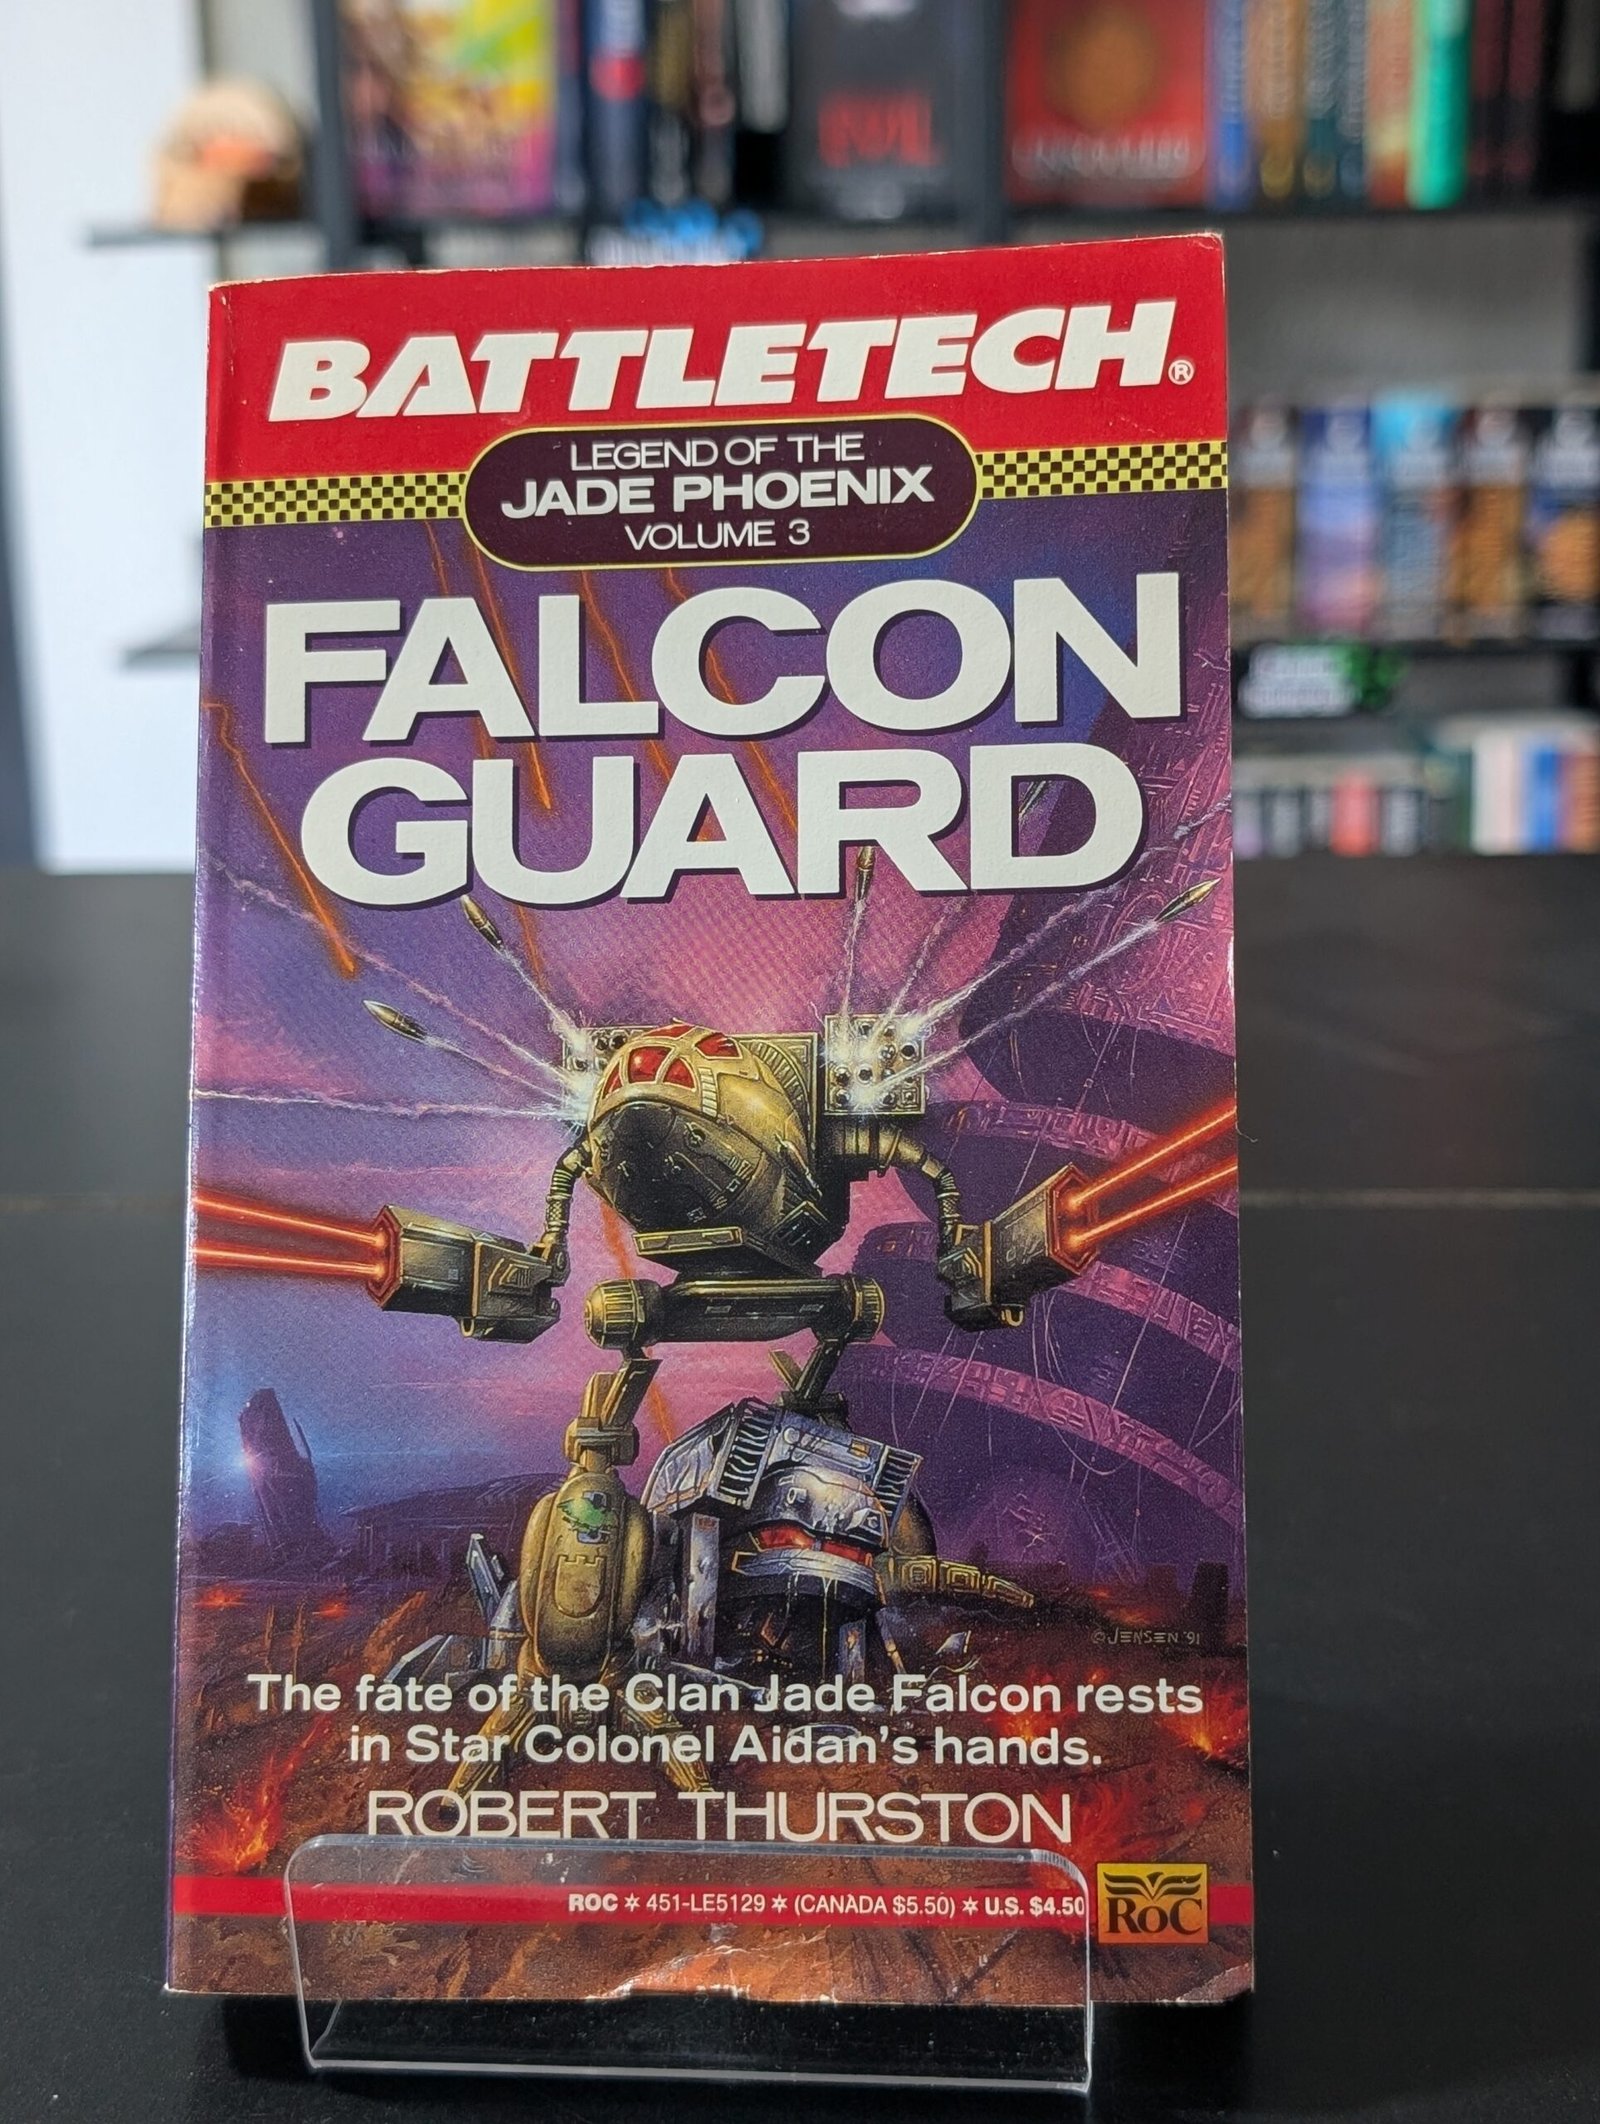 BATTLETECH®
LEGEND OF THE
JADE PHOENIX
VOLUME 3
FALCON
GUARD
© JENSEN '91
The fate of the Clan Jade Falcon rests
in Star Colonel Aidan's hands.
ROBERT THURSTON
ROC ✶ 451-LE5129 ✶ (CANADA $5.50) ✶ U.S. $4.50
ROC